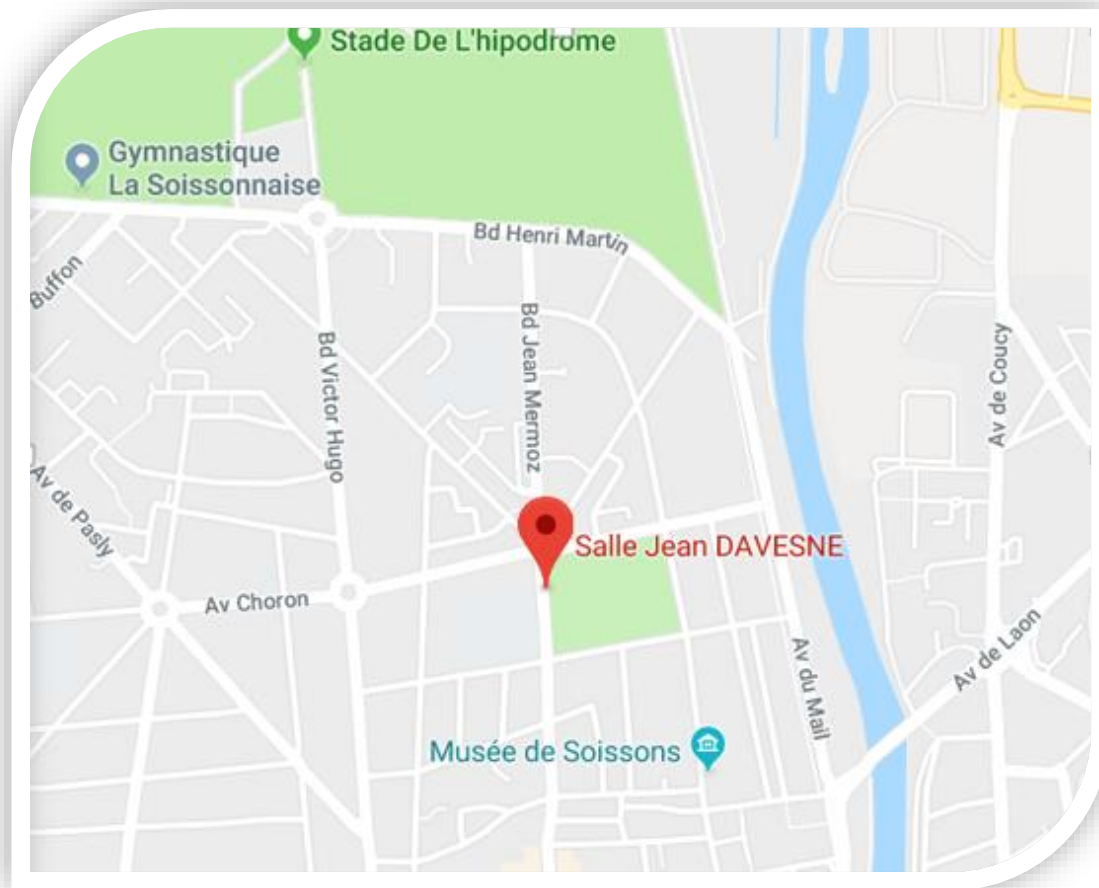 Stade De L'hipodrome
Gymnastique
La Soissonnaise
Bd Henri Martin
Buffon
Bd Jean Mermoz
Bd Victor Hugo
Av de Coucy
Av de Pasly
Salle Jean DAVESNE
Av Choron
Av de Laon
Av du Mail
Musée de Soissons